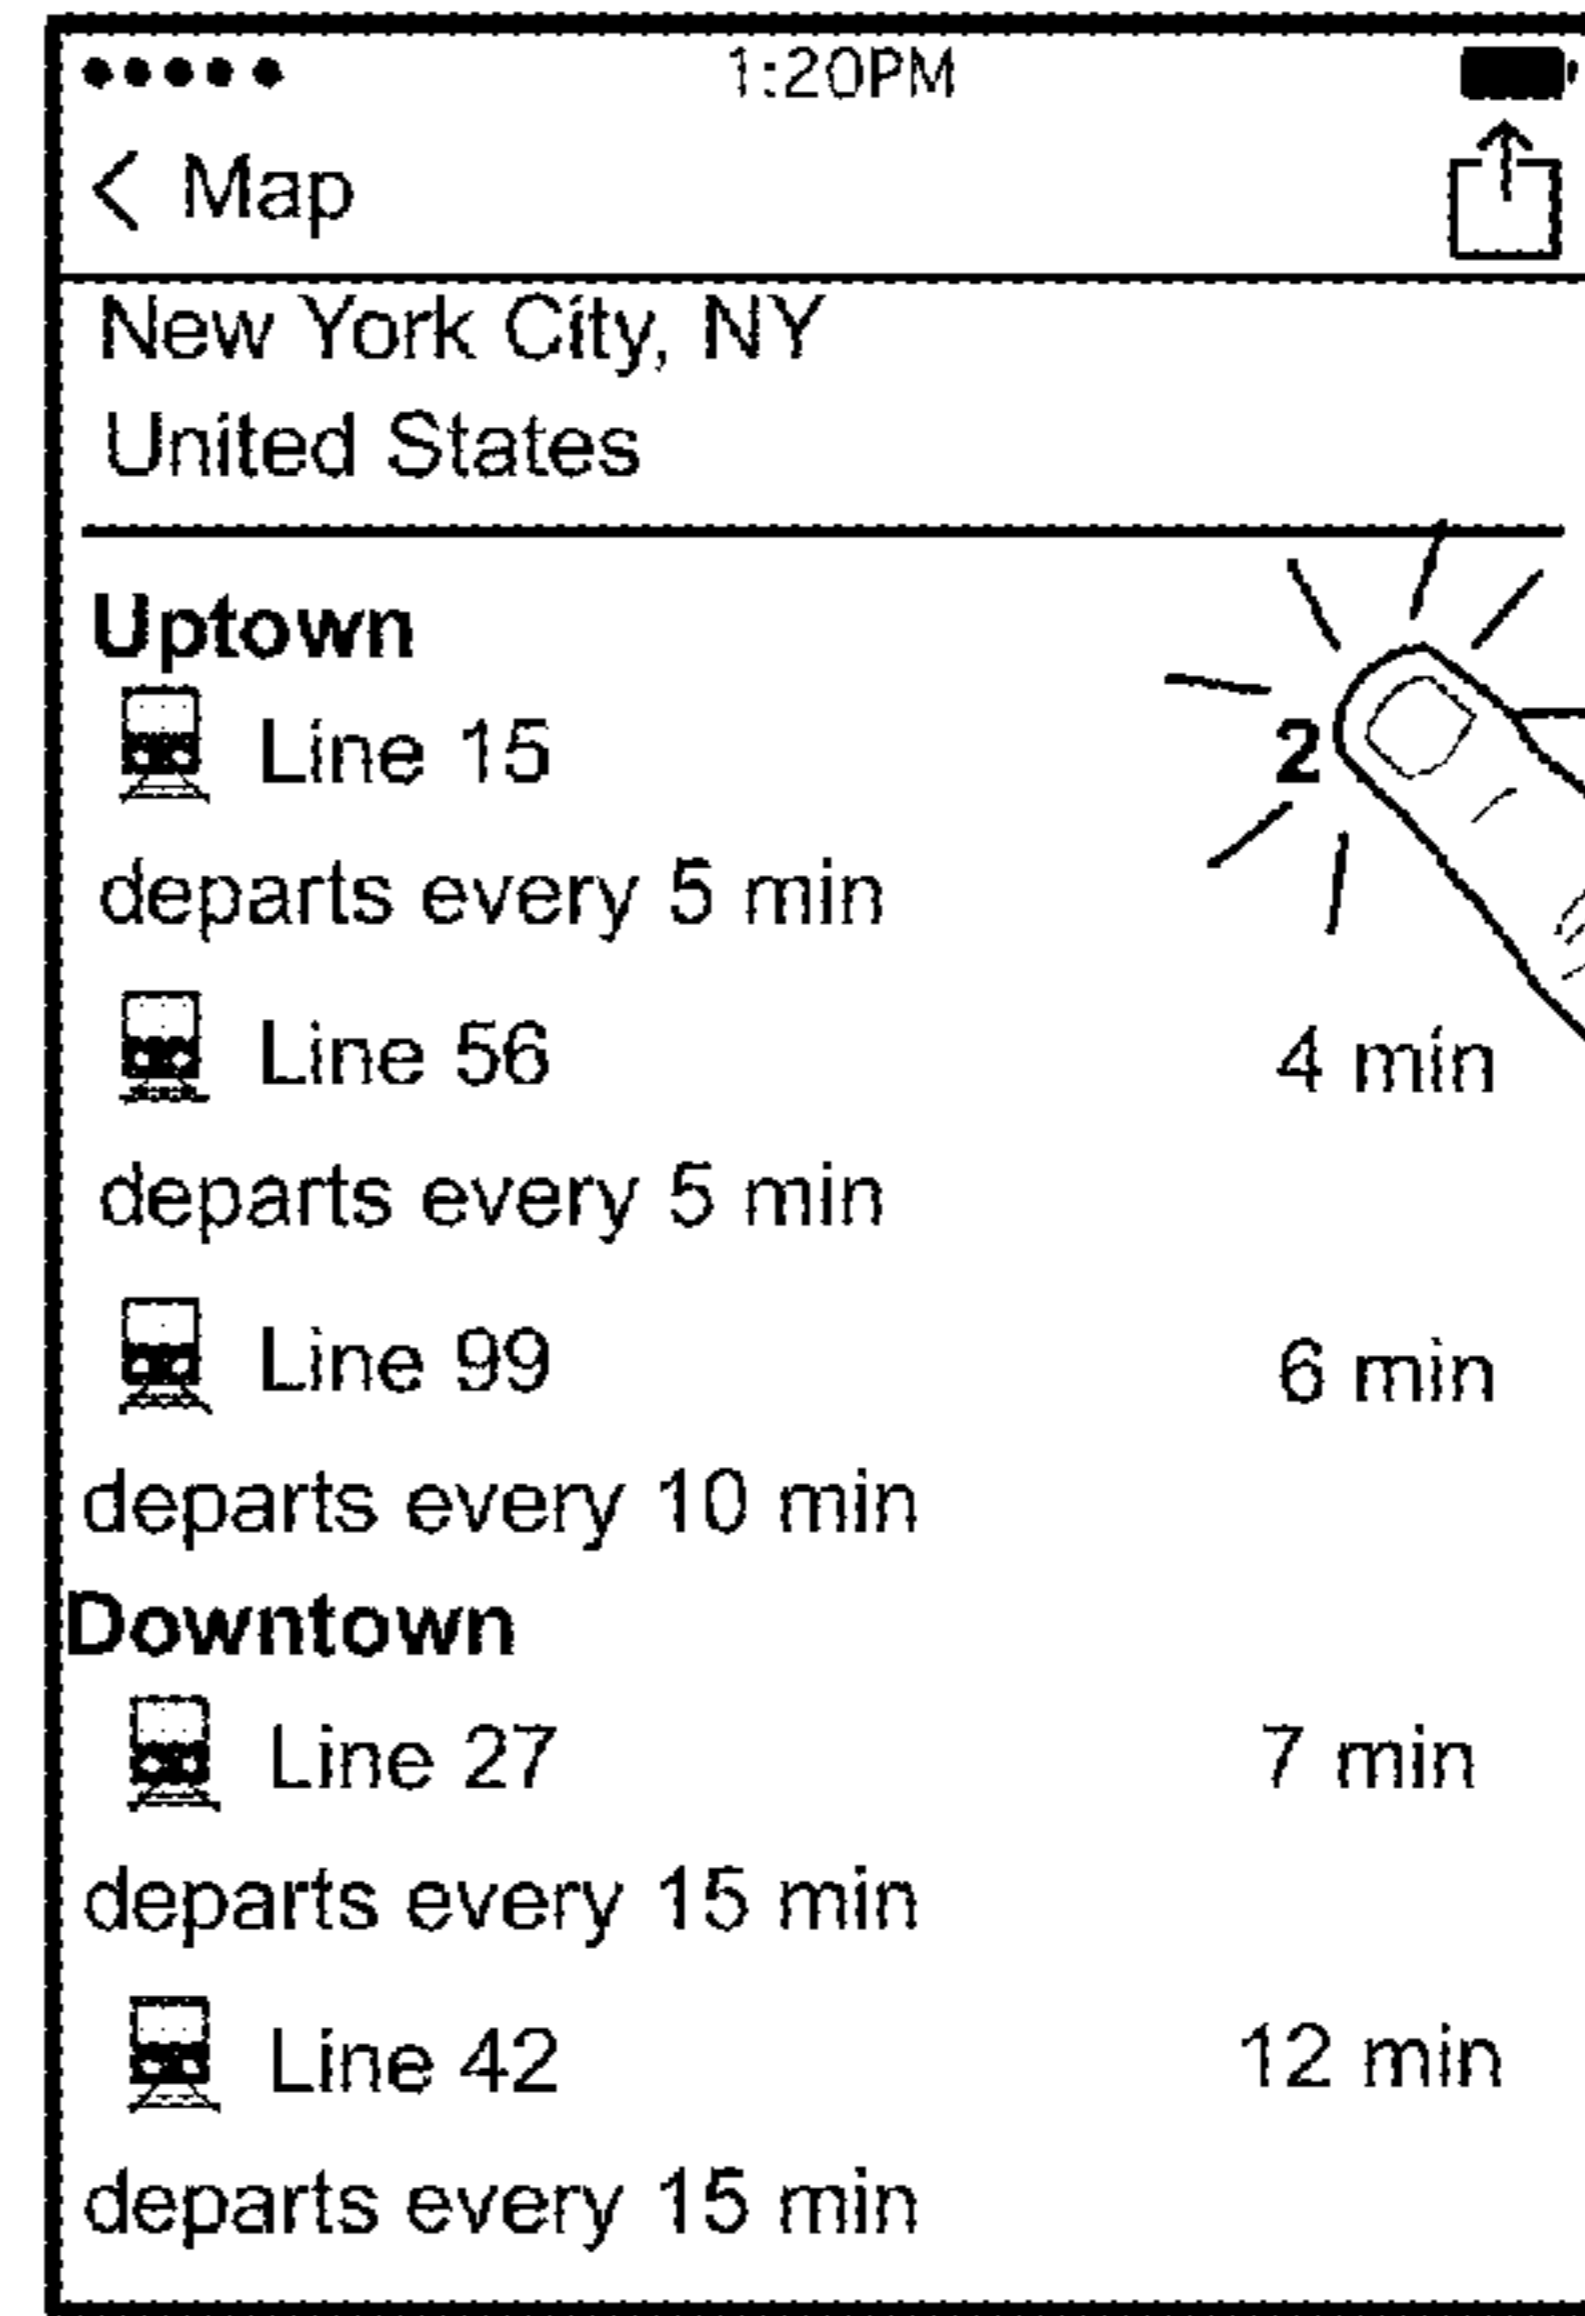 1:20PM
< Map
New York City, NY
United States
Uptown
Line 15 2
departs every 5 min
Line 56 4 min
departs every 5 min
Line 99 6 min
departs every 10 min
Downtown
Line 27 7 min
departs every 15 min
Line 42 12 min
departs every 15 min